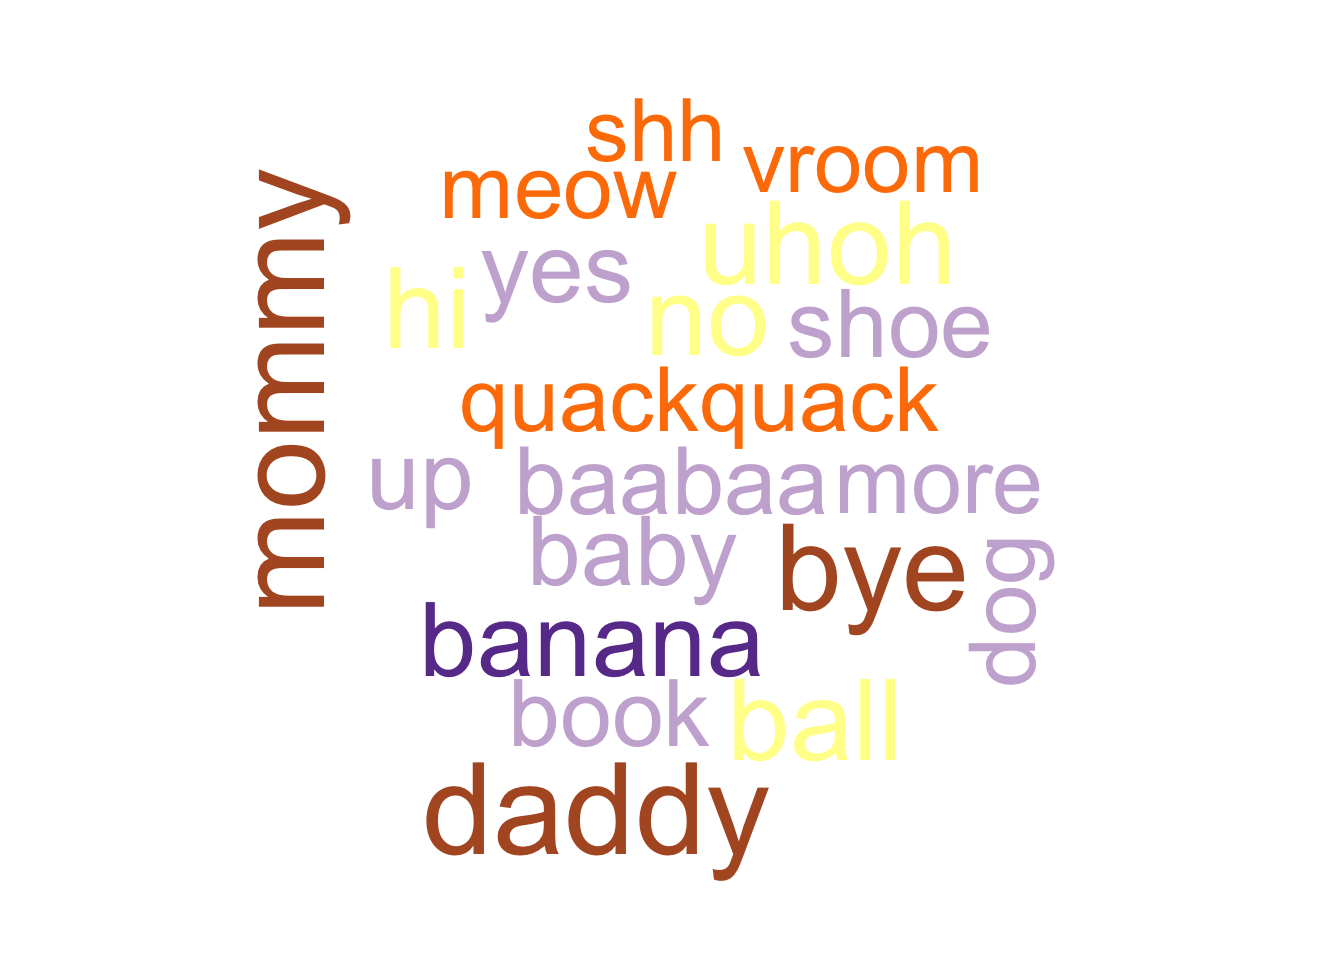 mommy
shh
vroom
meow
uhoh
yes
hi
no
shoe
quackquack
up
baabaa
more
baby
bye
dog
banana
book
ball
daddy